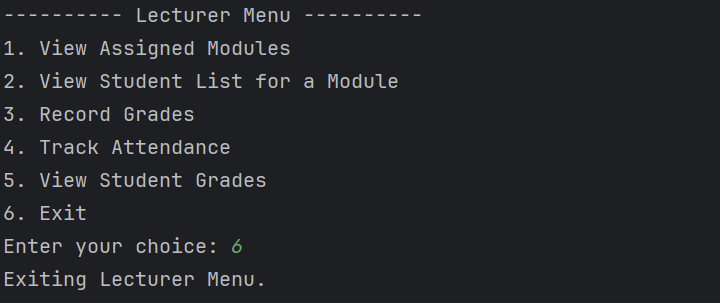 ---------- Lecturer Menu ----------
1. View Assigned Modules
2. View Student List for a Module
3. Record Grades
4. Track Attendance
5. View Student Grades
6. Exit
Enter your choice: 6
Exiting Lecturer Menu.